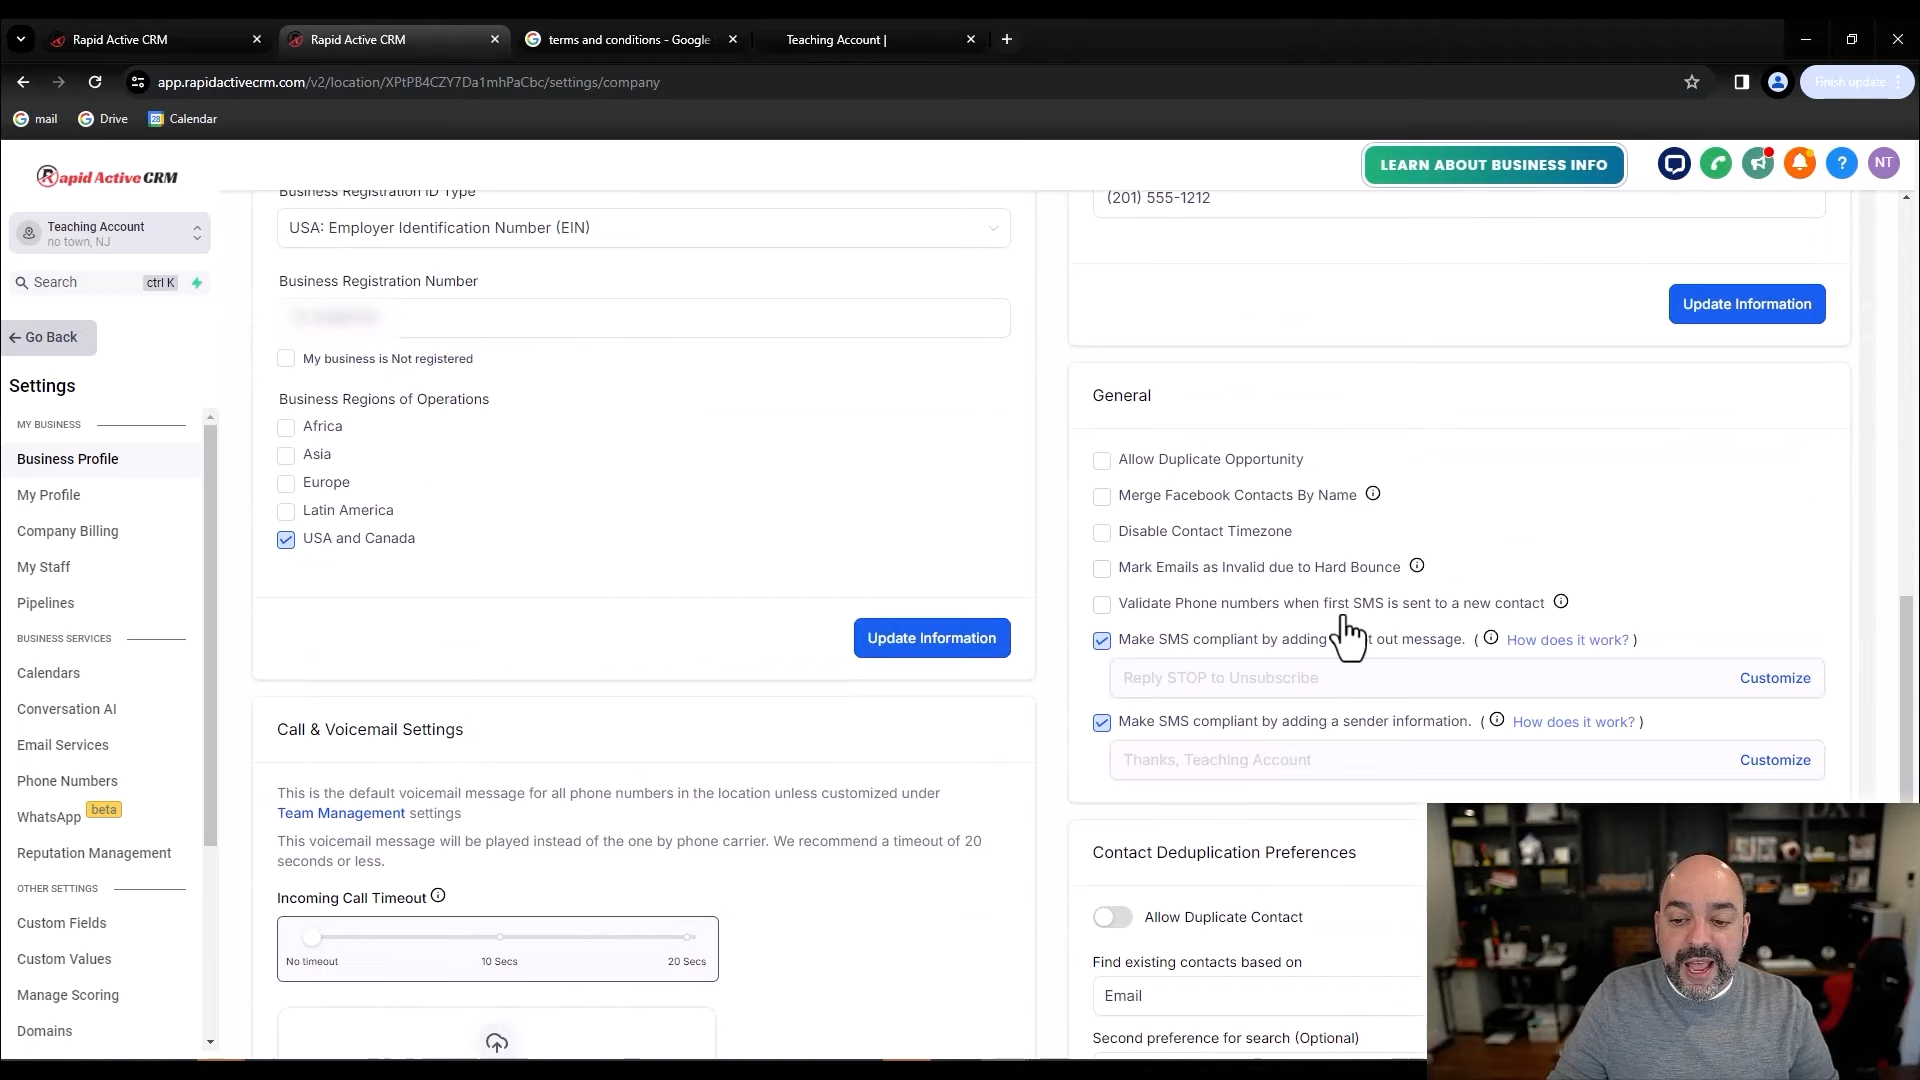 Rapid Active CRM
Rapid Active CRM
terms and conditions - Google
Teaching Account |
app.rapidactivecrm.com/v2/location/XPtPB4CZY7Da1mhPaCbc/settings/company
Finish update
mail
Drive
28
Calendar
Rapid Active CRM
LEARN ABOUT BUSINESS INFO
?
NT
Teaching Account
no town, NJ
Search
ctrl K
Go Back
Settings
MY BUSINESS
Business Profile
My Profile
Company Billing
My Staff
Pipelines
BUSINESS SERVICES
Calendars
Conversation AI
Email Services
Phone Numbers
WhatsApp beta
Reputation Management
OTHER SETTINGS
Custom Fields
Custom Values
Manage Scoring
Domains
Business Registration ID Type
USA: Employer Identification Number (EIN)
Business Registration Number
My business is Not registered
Business Regions of Operations
Africa
Asia
Europe
Latin America
USA and Canada
Update Information
Call & Voicemail Settings
This is the default voicemail message for all phone numbers in the location unless customized under
Team Management settings
This voicemail message will be played instead of the one by phone carrier. We recommend a timeout of 20
seconds or less.
Incoming Call Timeout
No timeout
10 Secs
20 Secs
(201) 555-1212
Update Information
General
Allow Duplicate Opportunity
Merge Facebook Contacts By Name
Disable Contact Timezone
Mark Emails as Invalid due to Hard Bounce
Validate Phone numbers when first SMS is sent to a new contact
Make SMS compliant by adding out message. ( How does it work? )
Reply STOP to Unsubscribe
Customize
Make SMS compliant by adding a sender information. ( How does it work? )
Thanks, Teaching Account
Customize
Contact Deduplication Preferences
Allow Duplicate Contact
Find existing contacts based on
Email
Second preference for search (Optional)